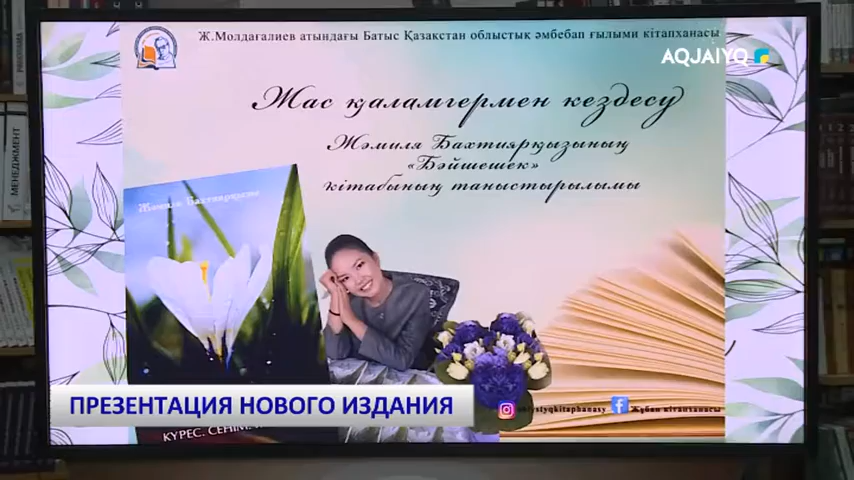 Ж.Молдағалиев атындағы Батыс Қазақстан облыстық әмбебап ғылыми кітапханасы
AQJAIYQ
Жас қаламгермен кездесу
Жәмиля Бахтиярқызының
«Бәйшешек»
кітабының таныстырылымы
Жәмиля Бахтиярқызы
МЕНЕДЖМЕНТ
ПРЕЗЕНТАЦИЯ НОВОГО ИЗДАНИЯ
КҮРЕС. СЕНІМ
Жұбан кітапханасы